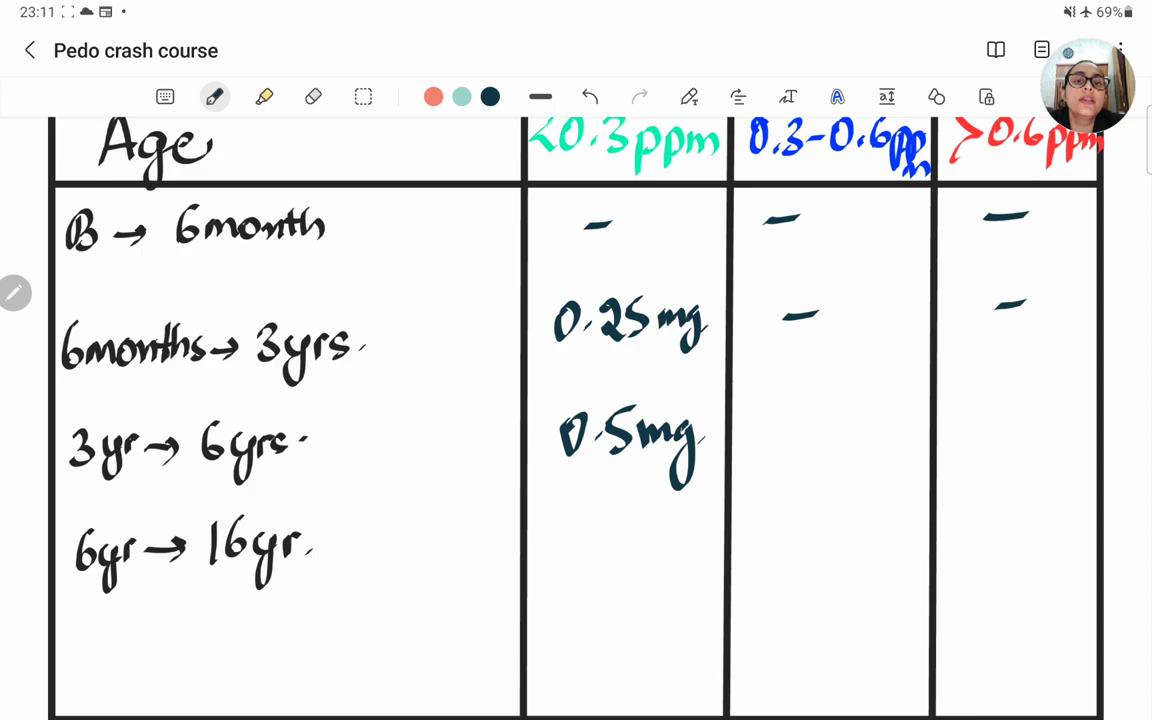 23:11
69%
Pedo crash course
Age <0.3ppm 0.3-0.6ppm >0.6ppm
B → 6month - - -
6months → 3yrs. 0.25mg - -
3yr → 6yrs. 0.5mg.
6yr → 16yr.